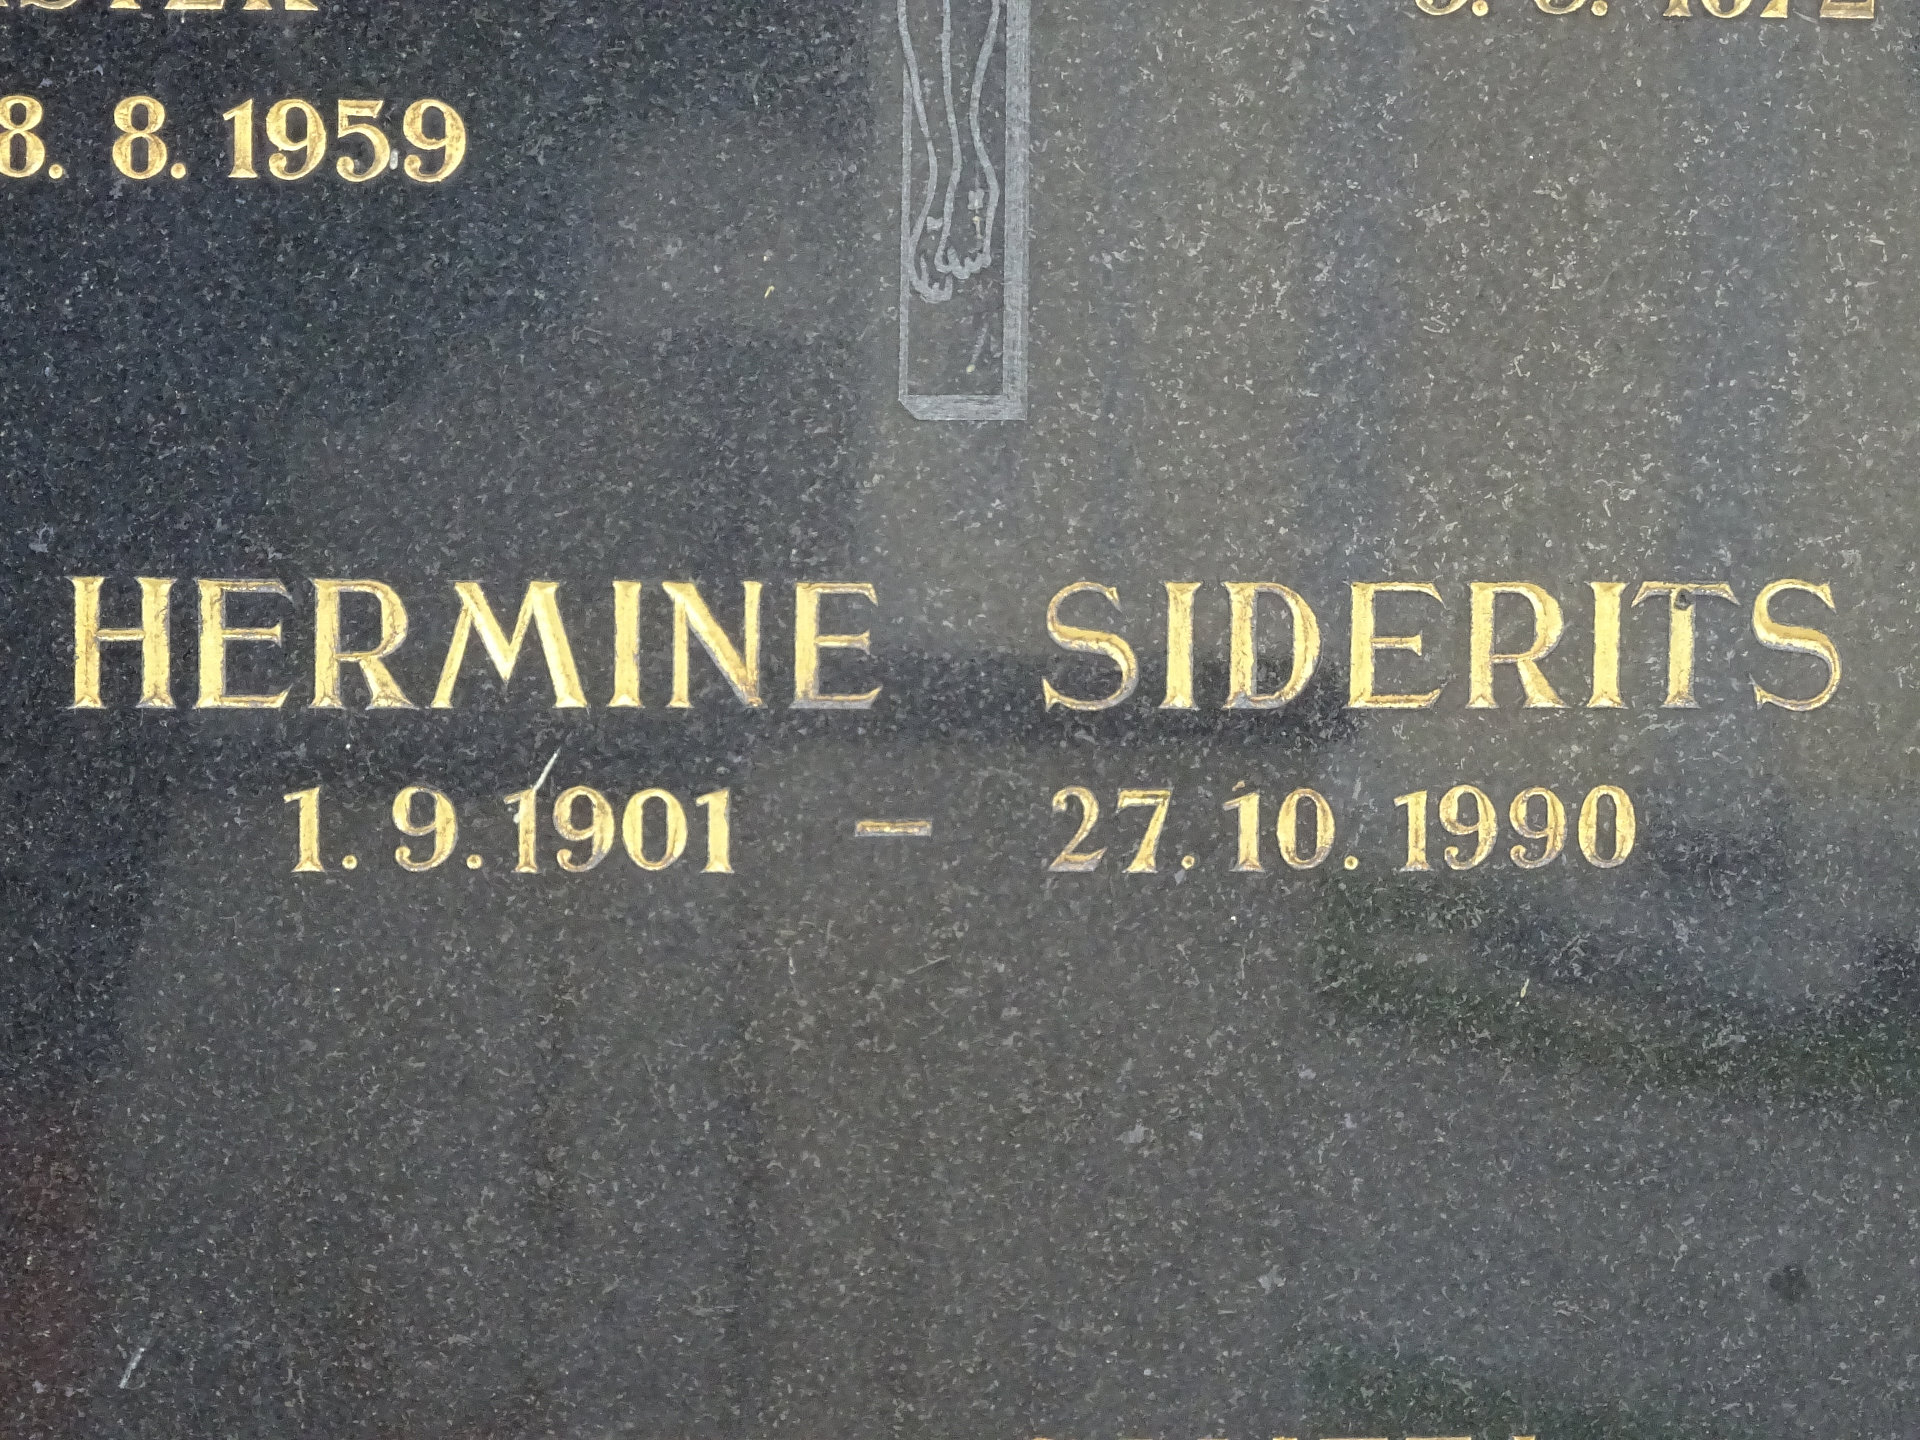 8. 8. 1959
HERMINE SIDERITS
1.9.1901 – 27.10.1990